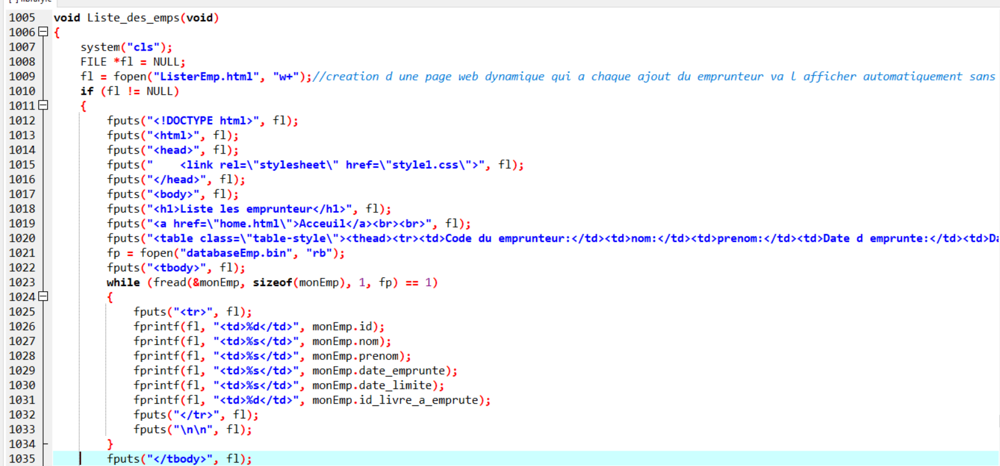 library.c
1005 void Liste_des_emps(void)
1006 {
1007 system("cls");
1008 FILE *fl = NULL;
1009 fl = fopen("ListerEmp.html", "w+");//creation d une page web dynamique qui a chaque ajout du emprunteur va l afficher automatiquement sans
1010 if (fl != NULL)
1011 {
1012 fputs("<!DOCTYPE html>", fl);
1013 fputs("<html>", fl);
1014 fputs("<head>", fl);
1015 fputs("    <link rel=\"stylesheet\" href=\"style1.css\">", fl);
1016 fputs("</head>", fl);
1017 fputs("<body>", fl);
1018 fputs("<h1>Liste les emprunteur</h1>", fl);
1019 fputs("<a href=\"home.html\">Acceuil</a><br><br>", fl);
1020 fputs("<table class=\"table-style\"><thead><tr><td>Code du emprunteur:</td><td>nom:</td><td>prenom:</td><td>Date d emprunte:</td><td>Da
1021 fp = fopen("databaseEmp.bin", "rb");
1022 fputs("<tbody>", fl);
1023 while (fread(&monEmp, sizeof(monEmp), 1, fp) == 1)
1024 {
1025 fputs("<tr>", fl);
1026 fprintf(fl, "<td>%d</td>", monEmp.id);
1027 fprintf(fl, "<td>%s</td>", monEmp.nom);
1028 fprintf(fl, "<td>%s</td>", monEmp.prenom);
1029 fprintf(fl, "<td>%s</td>", monEmp.date_emprunte);
1030 fprintf(fl, "<td>%s</td>", monEmp.date_limite);
1031 fprintf(fl, "<td>%d</td>", monEmp.id_livre_a_emprute);
1032 fputs("</tr>", fl);
1033 fputs("\n\n", fl);
1034 }
1035 fputs("</tbody>", fl);